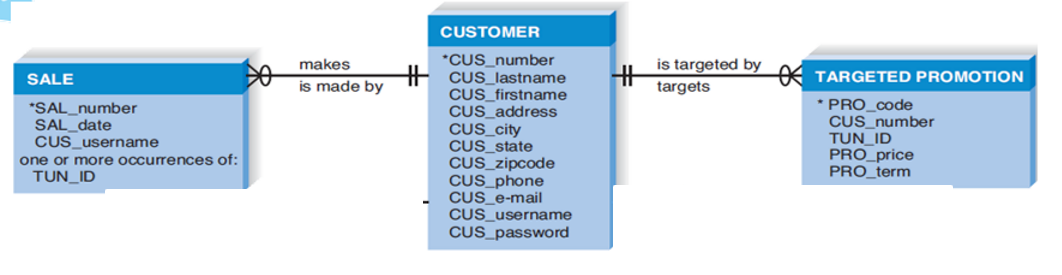 SALE
*SAL_number
SAL_date
CUS_username
one or more occurrences of:
TUN_ID
makes
is made by
CUSTOMER
*CUS_number
CUS_lastname
CUS_firstname
CUS_address
CUS_city
CUS_state
CUS_zipcode
CUS_phone
CUS_e-mail
CUS_username
CUS_password
is targeted by
targets
TARGETED PROMOTION
* PRO_code
CUS_number
TUN_ID
PRO_price
PRO_term